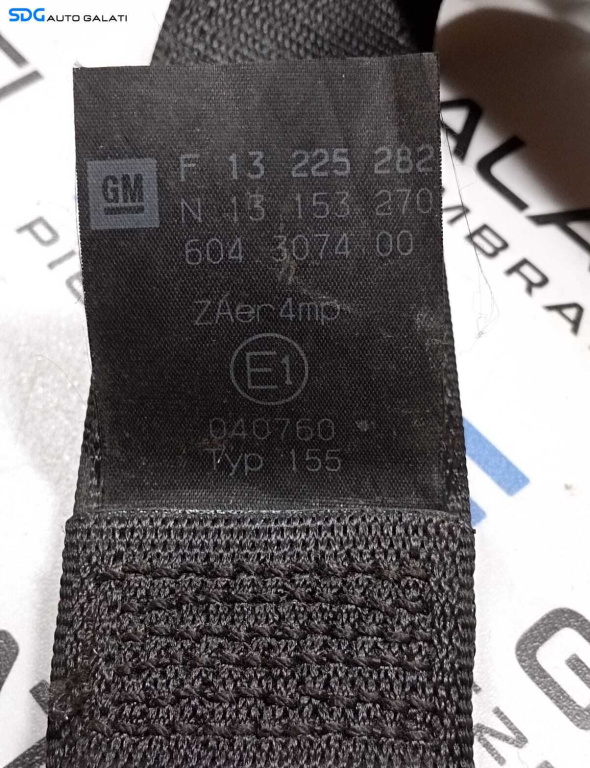 SDG AUTO GALATI
GM
F 13 225 282
N 13 153 270
604 3074 00
ZAer4mp
E1
040760
Typ 155